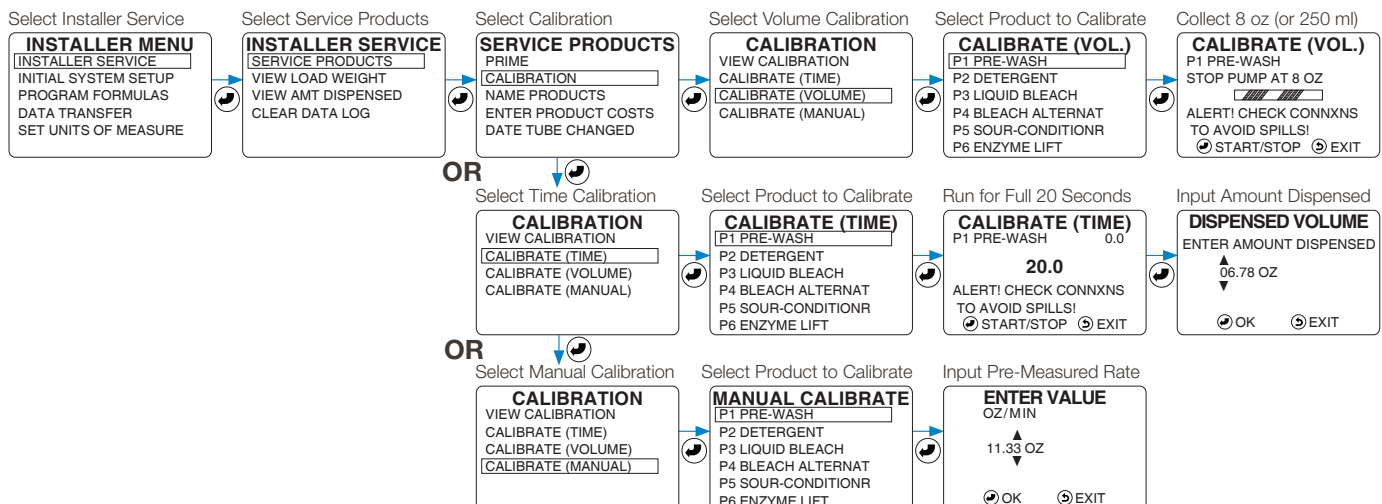 Select Installer Service
INSTALLER MENU
INSTALLER SERVICE
INITIAL SYSTEM SETUP
PROGRAM FORMULAS
DATA TRANSFER
SET UNITS OF MEASURE
Select Service Products
INSTALLER SERVICE
SERVICE PRODUCTS
VIEW LOAD WEIGHT
VIEW AMT DISPENSED
CLEAR DATA LOG
Select Calibration
SERVICE PRODUCTS
PRIME
CALIBRATION
NAME PRODUCTS
ENTER PRODUCT COSTS
DATE TUBE CHANGED
Select Volume Calibration
CALIBRATION
VIEW CALIBRATION
CALIBRATE (TIME)
CALIBRATE (VOLUME)
CALIBRATE (MANUAL)
Select Product to Calibrate
CALIBRATE (VOL.)
P1 PRE-WASH
P2 DETERGENT
P3 LIQUID BLEACH
P4 BLEACH ALTERNAT
P5 SOUR-CONDITIONR
P6 ENZYME LIFT
Collect 8 oz (or 250 ml)
CALIBRATE (VOL.)
P1 PRE-WASH
STOP PUMP AT 8 OZ
ALERT! CHECK CONNXNS
TO AVOID SPILLS!
START/STOP EXIT
OR
Select Time Calibration
CALIBRATION
VIEW CALIBRATION
CALIBRATE (TIME)
CALIBRATE (VOLUME)
CALIBRATE (MANUAL)
Select Product to Calibrate
CALIBRATE (TIME)
P1 PRE-WASH
P2 DETERGENT
P3 LIQUID BLEACH
P4 BLEACH ALTERNAT
P5 SOUR-CONDITIONR
P6 ENZYME LIFT
Run for Full 20 Seconds
CALIBRATE (TIME)
P1 PRE-WASH 0.0
20.0
ALERT! CHECK CONNXNS
TO AVOID SPILLS!
START/STOP EXIT
Input Amount Dispensed
DISPENSED VOLUME
ENTER AMOUNT DISPENSED
06.78 OZ
OK EXIT
OR
Select Manual Calibration
CALIBRATION
VIEW CALIBRATION
CALIBRATE (TIME)
CALIBRATE (VOLUME)
CALIBRATE (MANUAL)
Select Product to Calibrate
MANUAL CALIBRATE
P1 PRE-WASH
P2 DETERGENT
P3 LIQUID BLEACH
P4 BLEACH ALTERNAT
P5 SOUR-CONDITIONR
P6 ENZYME LIFT
Input Pre-Measured Rate
ENTER VALUE
OZ/MIN
11.33 OZ
OK EXIT